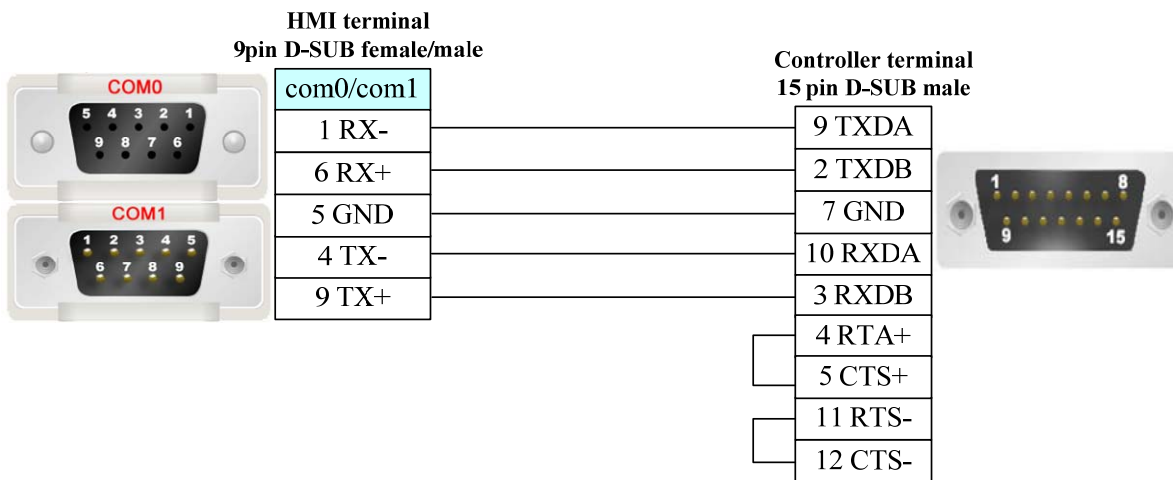 HMI terminal
9pin D-SUB female/male
Controller terminal
15 pin D-SUB male
COM0
5 4 3 2 1
9 8 7 6
COM1
1 2 3 4 5
6 7 8 9
com0/com1
1 RX-
6 RX+
5 GND
4 TX-
9 TX+
9 TXDA
2 TXDB
7 GND
10 RXDA
3 RXDB
4 RTA+
5 CTS+
11 RTS-
12 CTS-
1 8
9 15